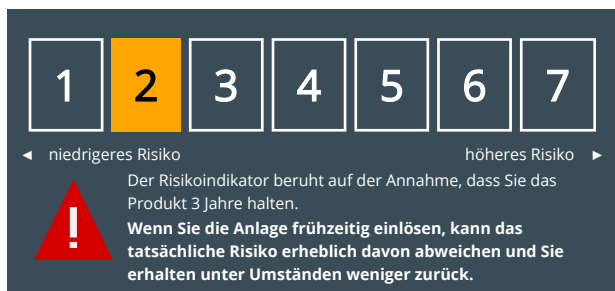 1 2 3 4 5 6 7
◄ niedrigeres Risiko höheres Risiko ►
Der Risikoindikator beruht auf der Annahme, dass Sie das
Produkt 3 Jahre halten.
Wenn Sie die Anlage frühzeitig einlösen, kann das
tatsächliche Risiko erheblich davon abweichen und Sie
erhalten unter Umständen weniger zurück.
!